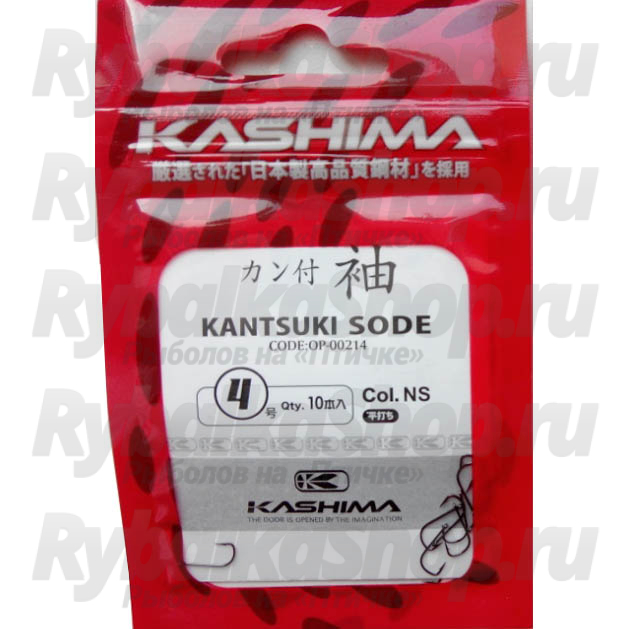 KASHIMA
厳選された「日本製高品質鋼材」を採用
カン付 袖
KANTSUKI SODE
CODE:OP-00214
4号 Qty. 10本入 Col. NS
平打ち
KASHIMA
THE DOOR IS OPENED BY THE IMAGINATION
Rybalkashop.ru